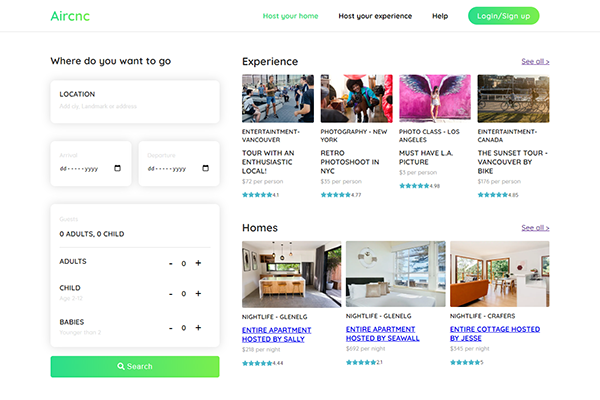 Aircnc
Host your home
Host your experience
Help
Login/Sign up
Where do you want to go
LOCATION
Add city, Landmark or address
Arrival
dd-----yyyy
Departure
dd-----yyyy
Guests
0 ADULTS, 0 CHILD
ADULTS
- 0 +
CHILD
Age 2-12
- 0 +
BABIES
Younger than 2
- 0 +
Search
Experience
See all >
ENTERTAINTMENT-
VANCOUVER
TOUR WITH AN
ENTHUSIASTIC
LOCAL!
$72 per person
4.1
PHOTOGRAPHY - NEW
YORK
RETRO
PHOTOSHOOT IN
NYC
$35 per person
4.77
PHOTO CLASS - LOS
ANGELES
MUST HAVE L.A.
PICTURE
$3 per person
4.98
EINTERTAINTMENT-
CANADA
THE SUNSET TOUR -
VANCOUVER BY
BIKE
$176 per person
4.85
Homes
See all >
NIGHTLIFE - GLENELG
ENTIRE APARTMENT
HOSTED BY SALLY
$218 per night
4.44
NIGHTLIFE - GLENELG
ENTIRE APARTMENT
HOSTED BY SEAWALL
$692 per night
2.1
NIGHTLIFE - CRAFERS
ENTIRE COTTAGE HOSTED
BY JESSE
$345 per night
5